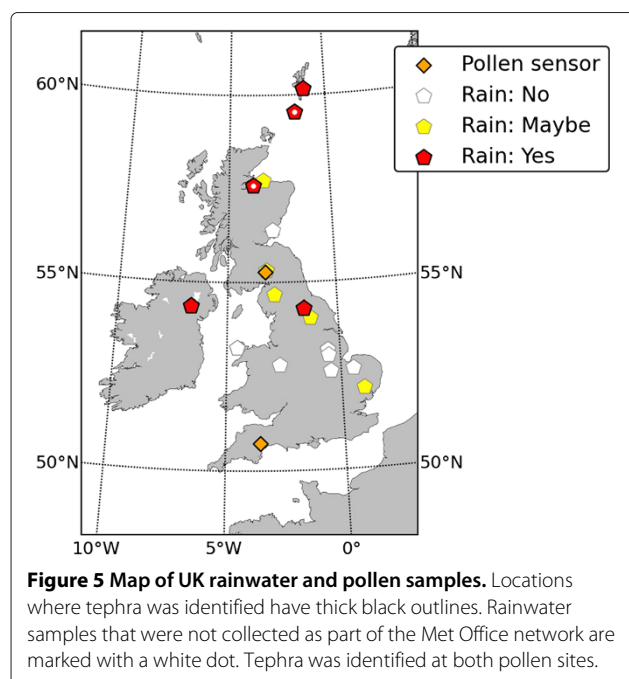 60°N
Pollen sensor
Rain: No
Rain: Maybe
Rain: Yes
55°N
55°N
50°N
50°N
10°W
5°W
0°
Figure 5 Map of UK rainwater and pollen samples. Locations
where tephra was identified have thick black outlines. Rainwater
samples that were not collected as part of the Met Office network are
marked with a white dot. Tephra was identified at both pollen sites.